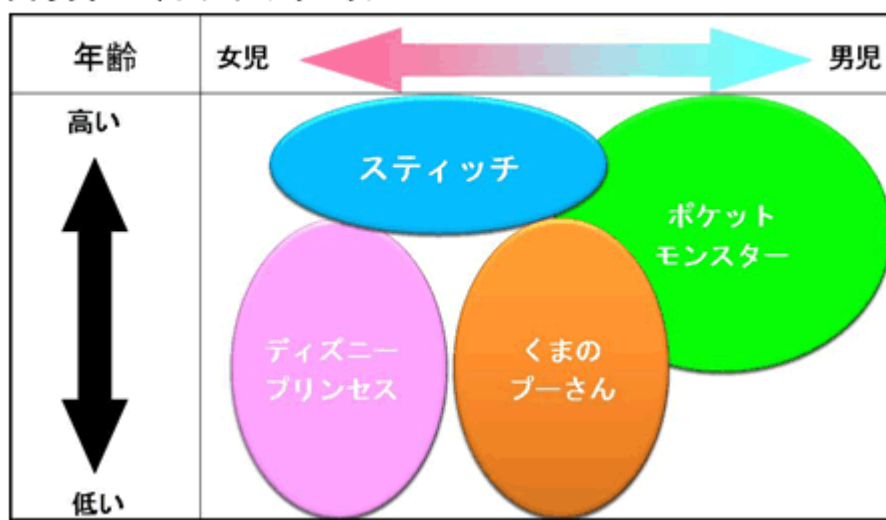 年齢
女児
男児
高い
スティッチ
ポケット
モンスター
ディズニー
プリンセス
くまの
プーさん
低い